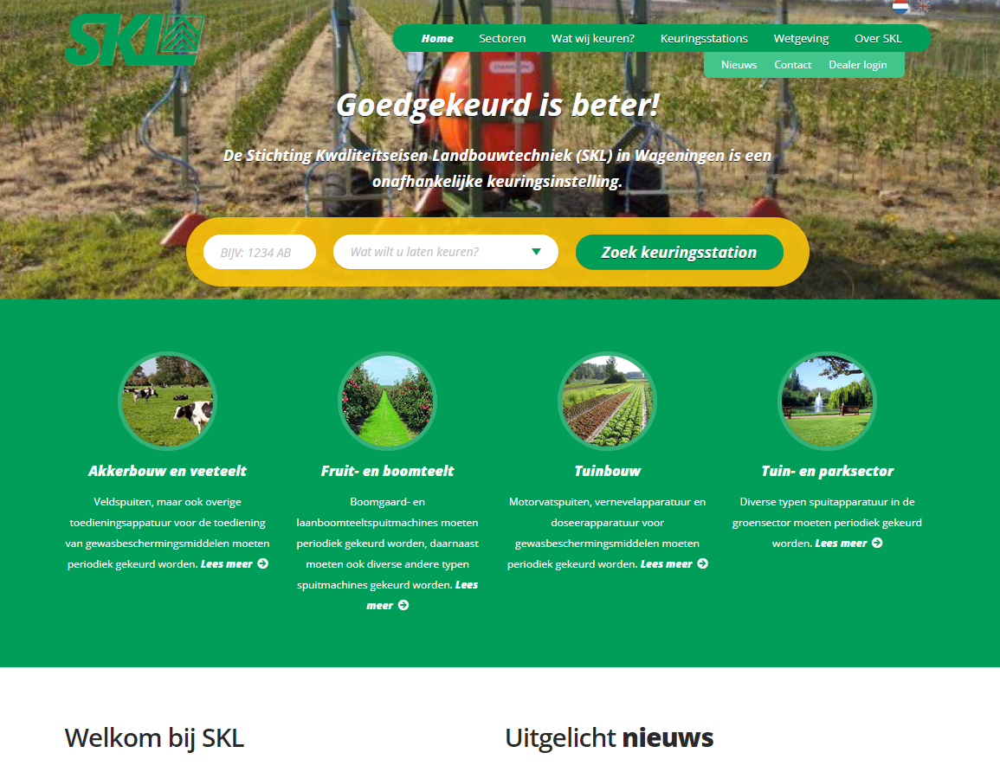 SKL
Home Sectoren Wat wij keuren? Keuringsstations Wetgeving Over SKL
Nieuws Contact Dealer login
Goedgekeurd is beter!
De Stichting Kwaliteitseisen Landbouwtechniek (SKL) in Wageningen is een
onafhankelijke keuringsinstelling.
BIJV: 1234 AB Wat wilt u laten keuren? Zoek keuringsstation
Akkerbouw en veeteelt
Veldspuiten, maar ook overige
toedieningsappatuur voor de toediening
van gewasbeschermingsmiddelen moeten
periodiek gekeurd worden. Lees meer
Fruit- en boomteelt
Boomgaard- en
laanboomteeltspuitmachines moeten
periodiek gekeurd worden, daarnaast
moeten ook diverse andere typen
spuitmachines gekeurd worden. Lees
meer
Tuinbouw
Motorvatspuiten, vernevelapparatuur en
doseerapparatuur voor
gewasbeschermingsmiddelen moeten
periodiek gekeurd worden. Lees meer
Tuin- en parksector
Diverse typen spuitapparatuur in de
groensector moeten periodiek gekeurd
worden. Lees meer
Welkom bij SKL
Uitgelicht nieuws